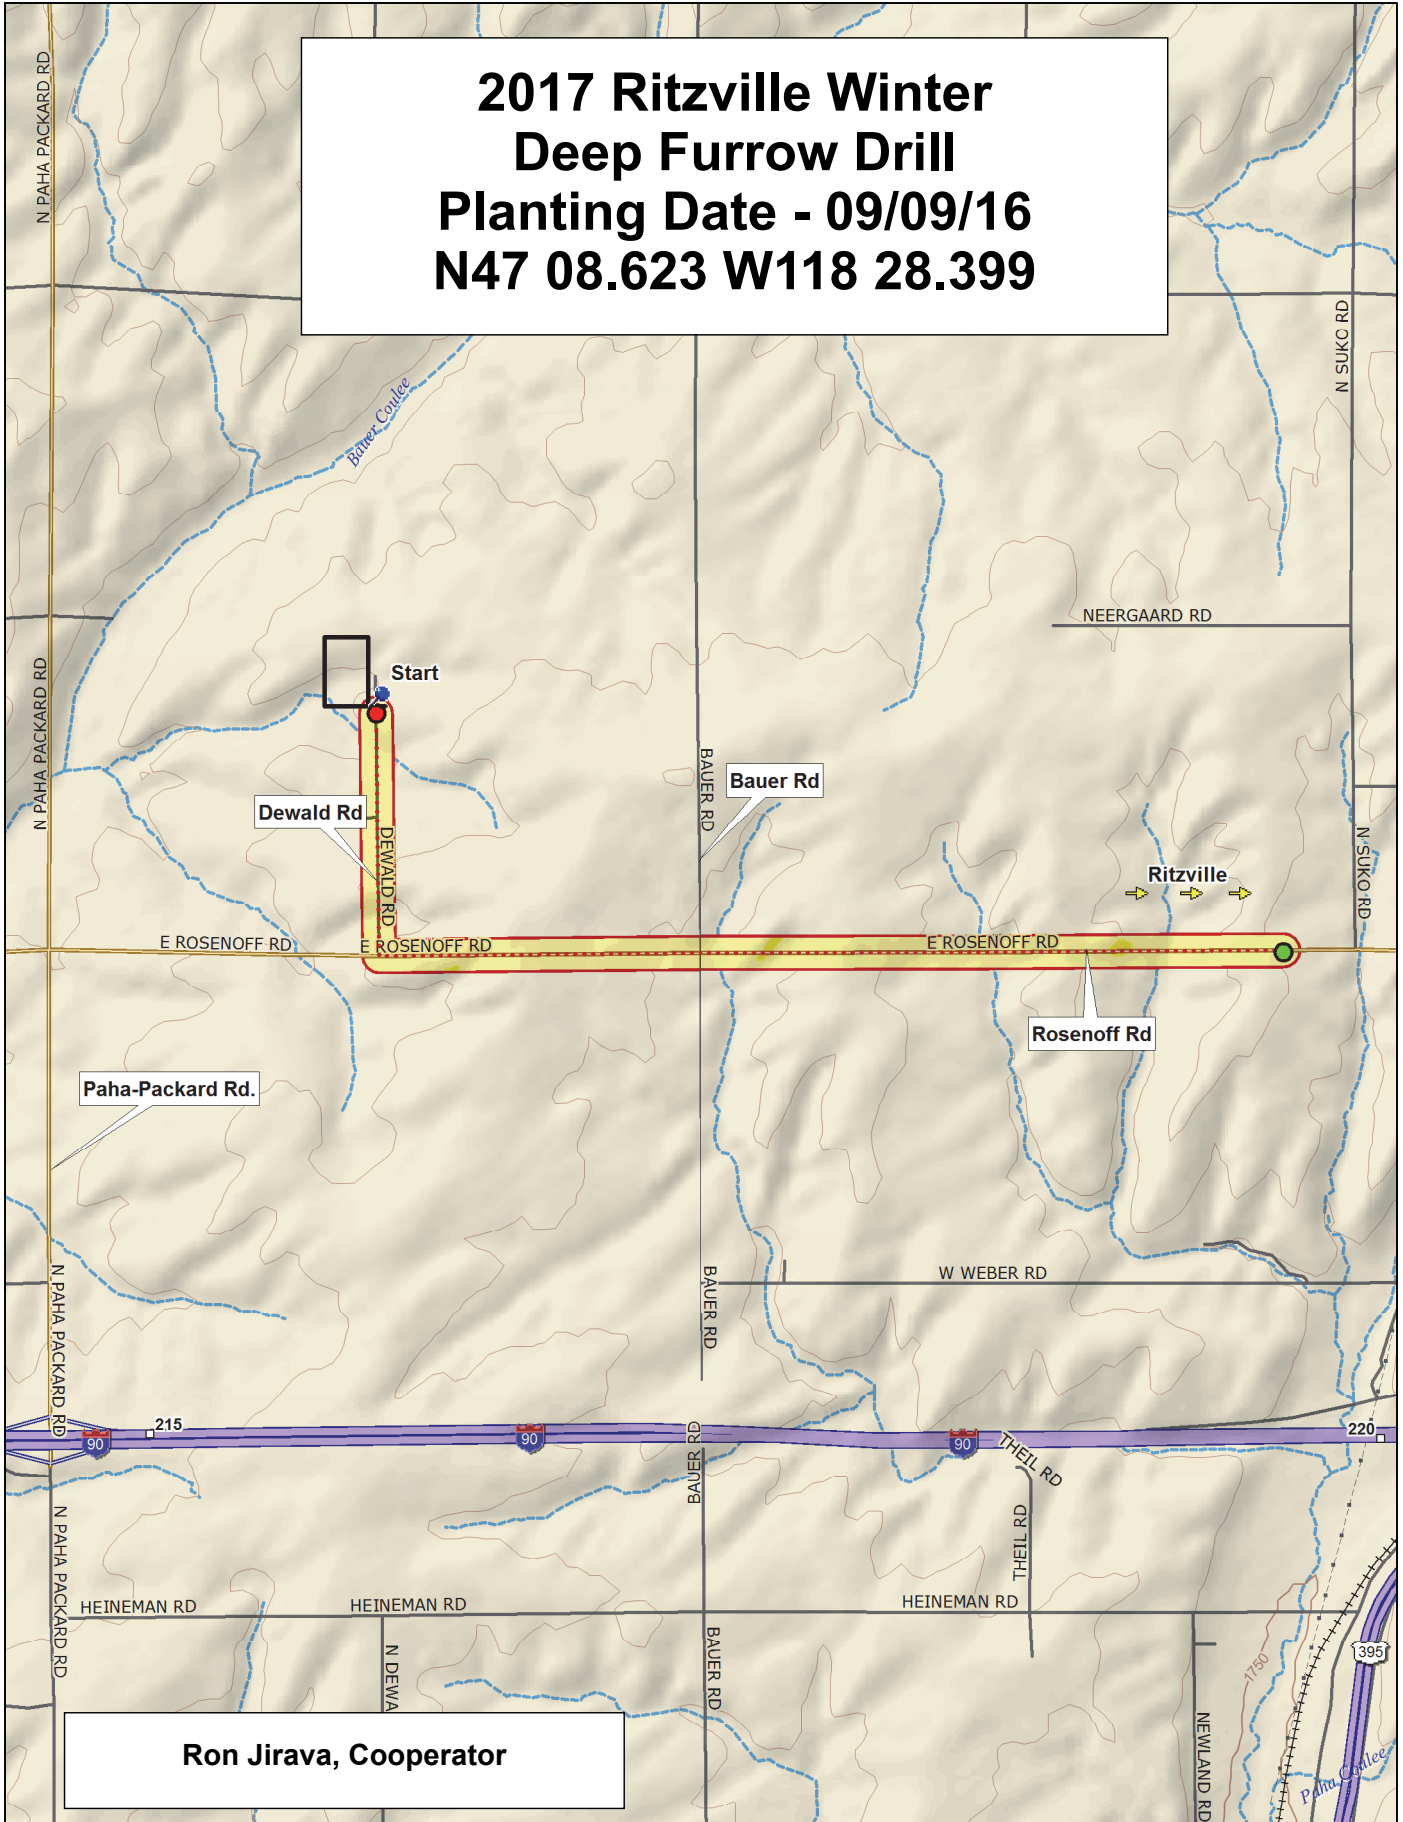 2017 Ritzville Winter
Deep Furrow Drill
Planting Date - 09/09/16
N47 08.623 W118 28.399
N PAHA PACKARD RD
N SUKO RD
Bauer Coulee
NEERGAARD RD
N PAHA PACKARD RD
Start
BAUER RD
Bauer Rd
Dewald Rd
DEWALD RD
Ritzville
N SUKO RD
E ROSENOFF RD
E ROSENOFF RD
E ROSENOFF RD
Rosenoff Rd
Paha-Packard Rd.
N PAHA PACKARD RD
BAUER RD
W WEBER RD
215
90
90
BAUER RD
90
THEIL RD
220
N PAHA PACKARD RD
THEIL RD
HEINEMAN RD
HEINEMAN RD
HEINEMAN RD
N DEWA
BAUER RD
1750
395
NEWLAND RD
Paha Coulee
Ron Jirava, Cooperator